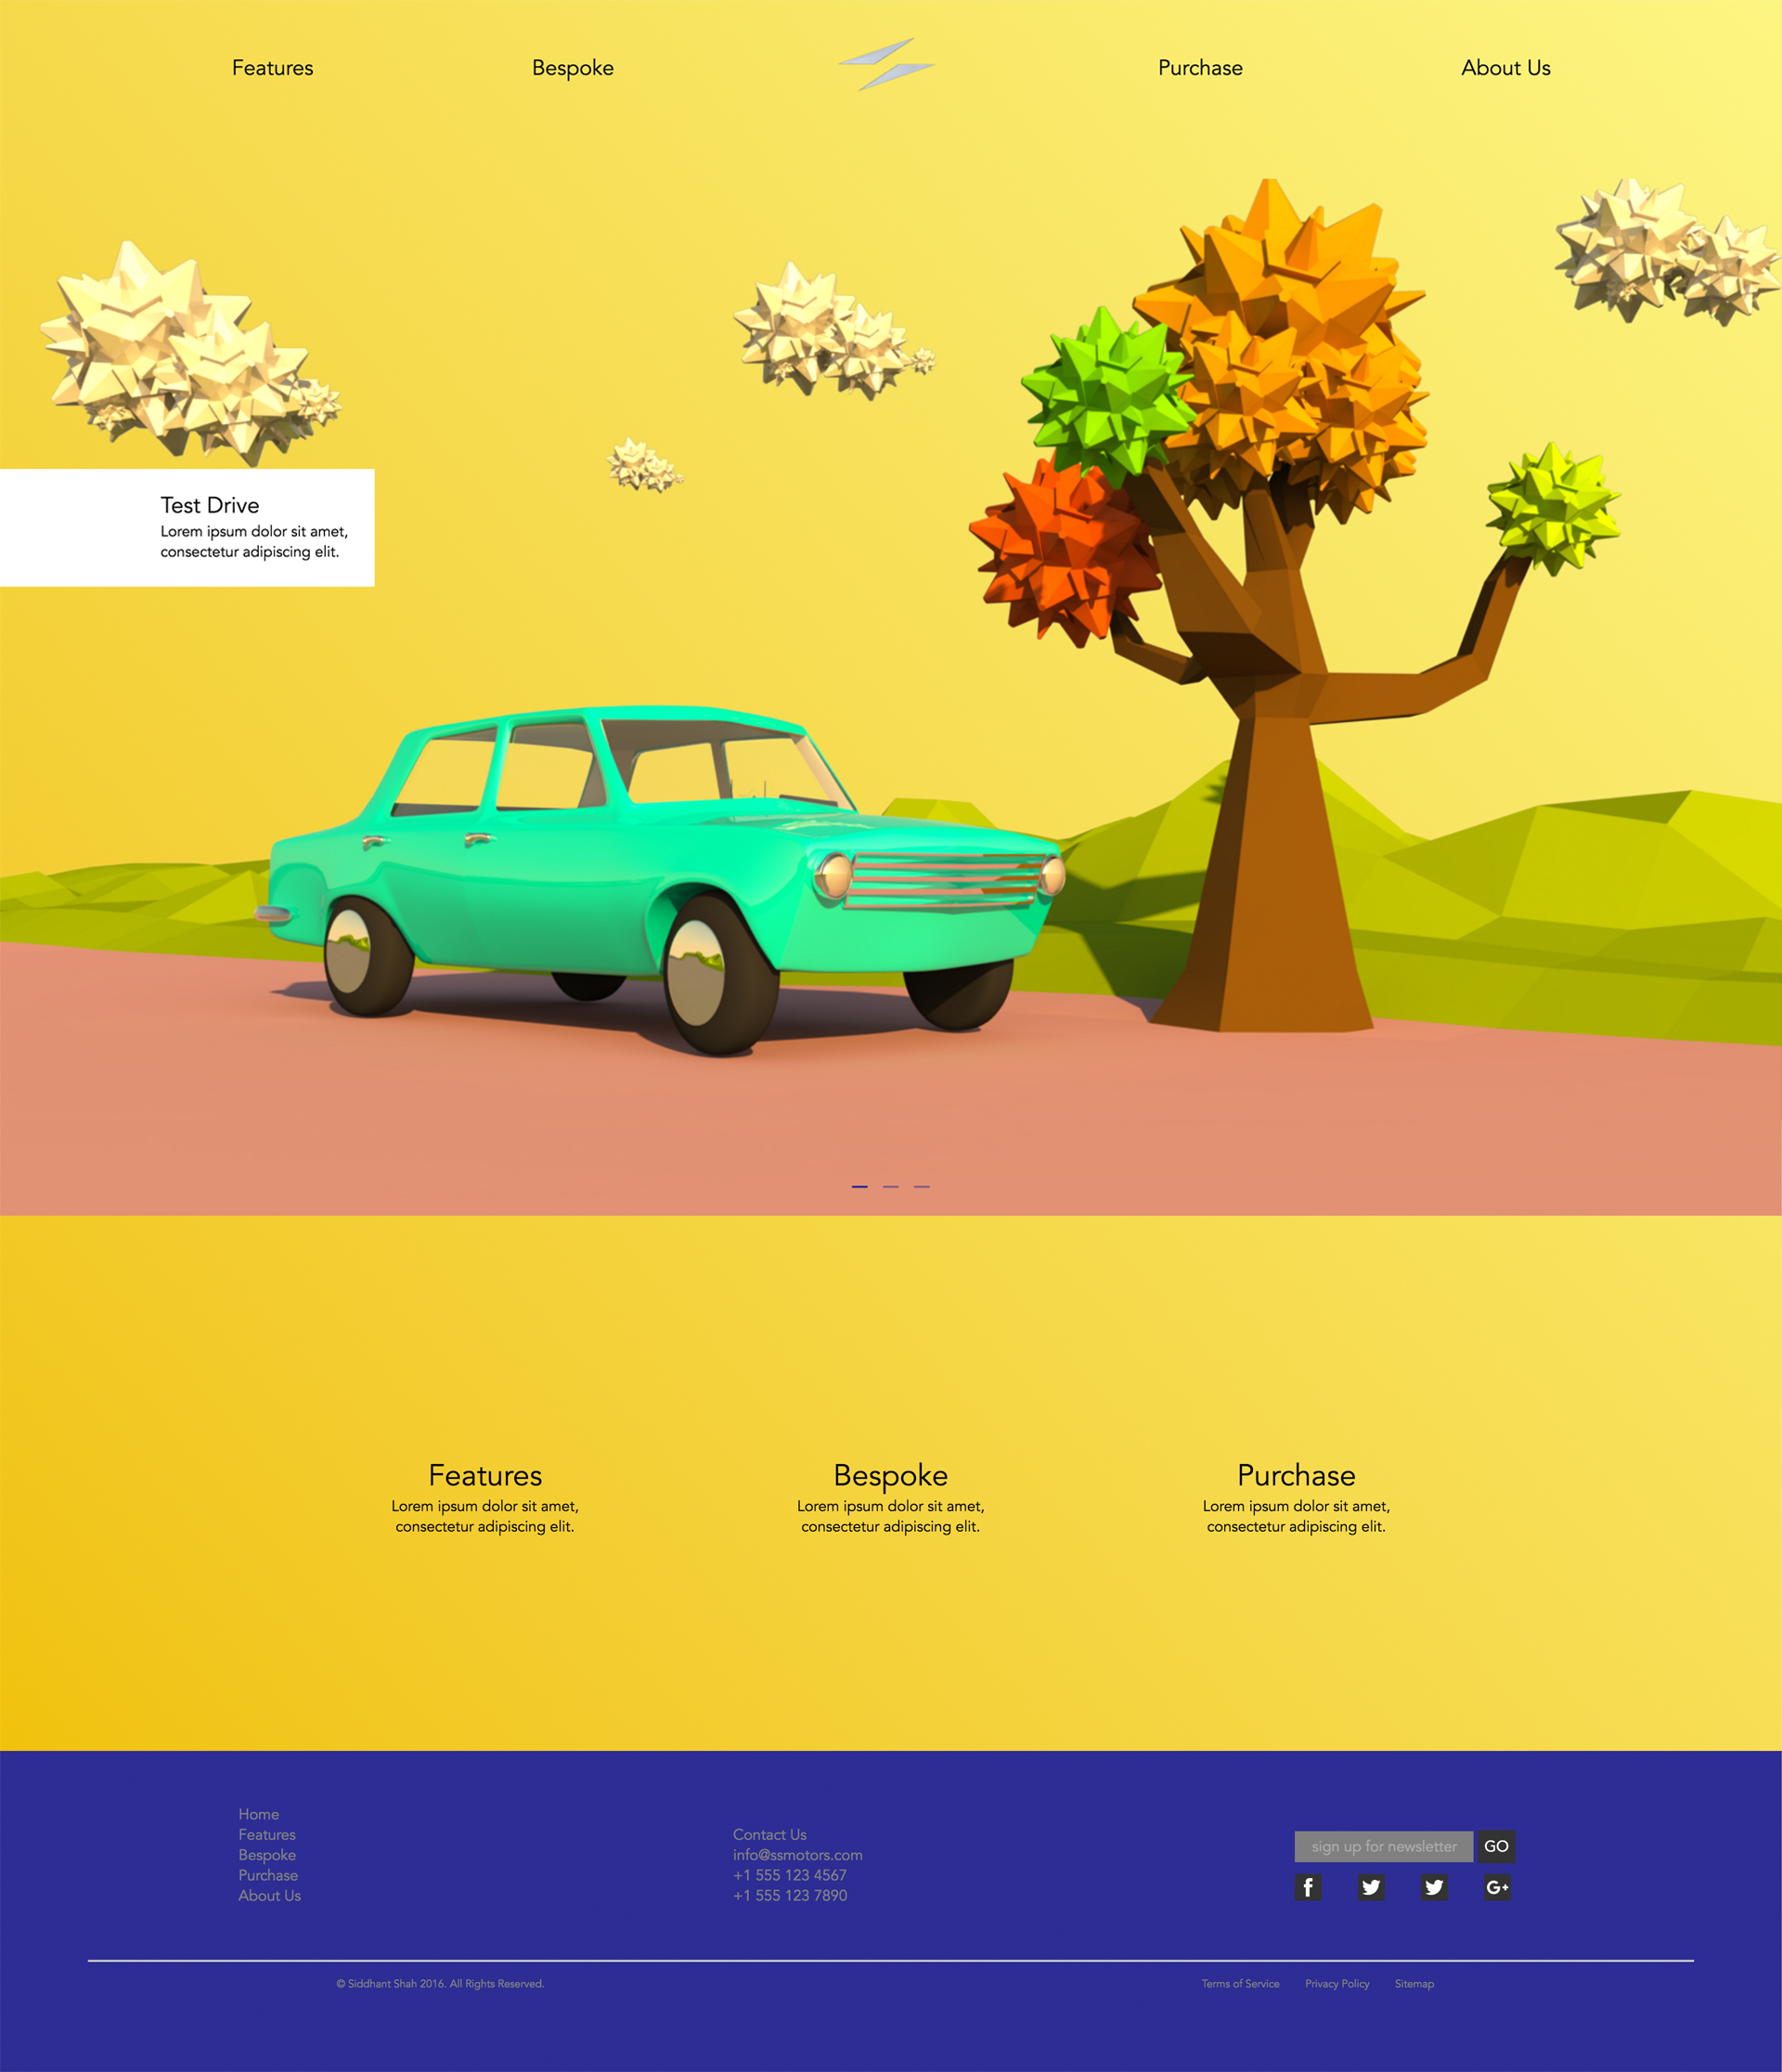 Features
Bespoke
Purchase
About Us
Test Drive
Lorem ipsum dolor sit amet,
consectetur adipiscing elit.
Features
Lorem ipsum dolor sit amet,
consectetur adipiscing elit.
Bespoke
Lorem ipsum dolor sit amet,
consectetur adipiscing elit.
Purchase
Lorem ipsum dolor sit amet,
consectetur adipiscing elit.
Home
Features
Bespoke
Purchase
About Us
Contact Us
info@ssmotors.com
+1 555 123 4567
+1 555 123 7890
sign up for newsletter
GO
f
G+
© Siddhant Shah 2016. All Rights Reserved.
Terms of Service
Privacy Policy
Sitemap